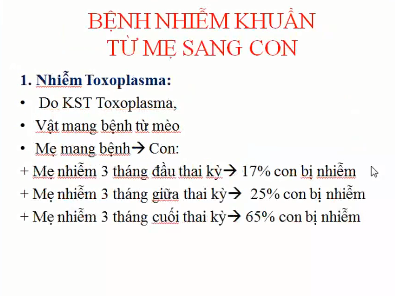 BỆNH NHIỄM KHUẨN
TỪ MẸ SANG CON
1. Nhiễm Toxoplasma:
• Do KST Toxoplasma,
• Vật mang bệnh từ mèo
• Mẹ mang bệnh→ Con:
+ Mẹ nhiễm 3 tháng đầu thai kỳ→ 17% con bị nhiễm
+ Mẹ nhiễm 3 tháng giữa thai kỳ→ 25% con bị nhiễm
+ Mẹ nhiễm 3 tháng cuối thai kỳ→ 65% con bị nhiễm